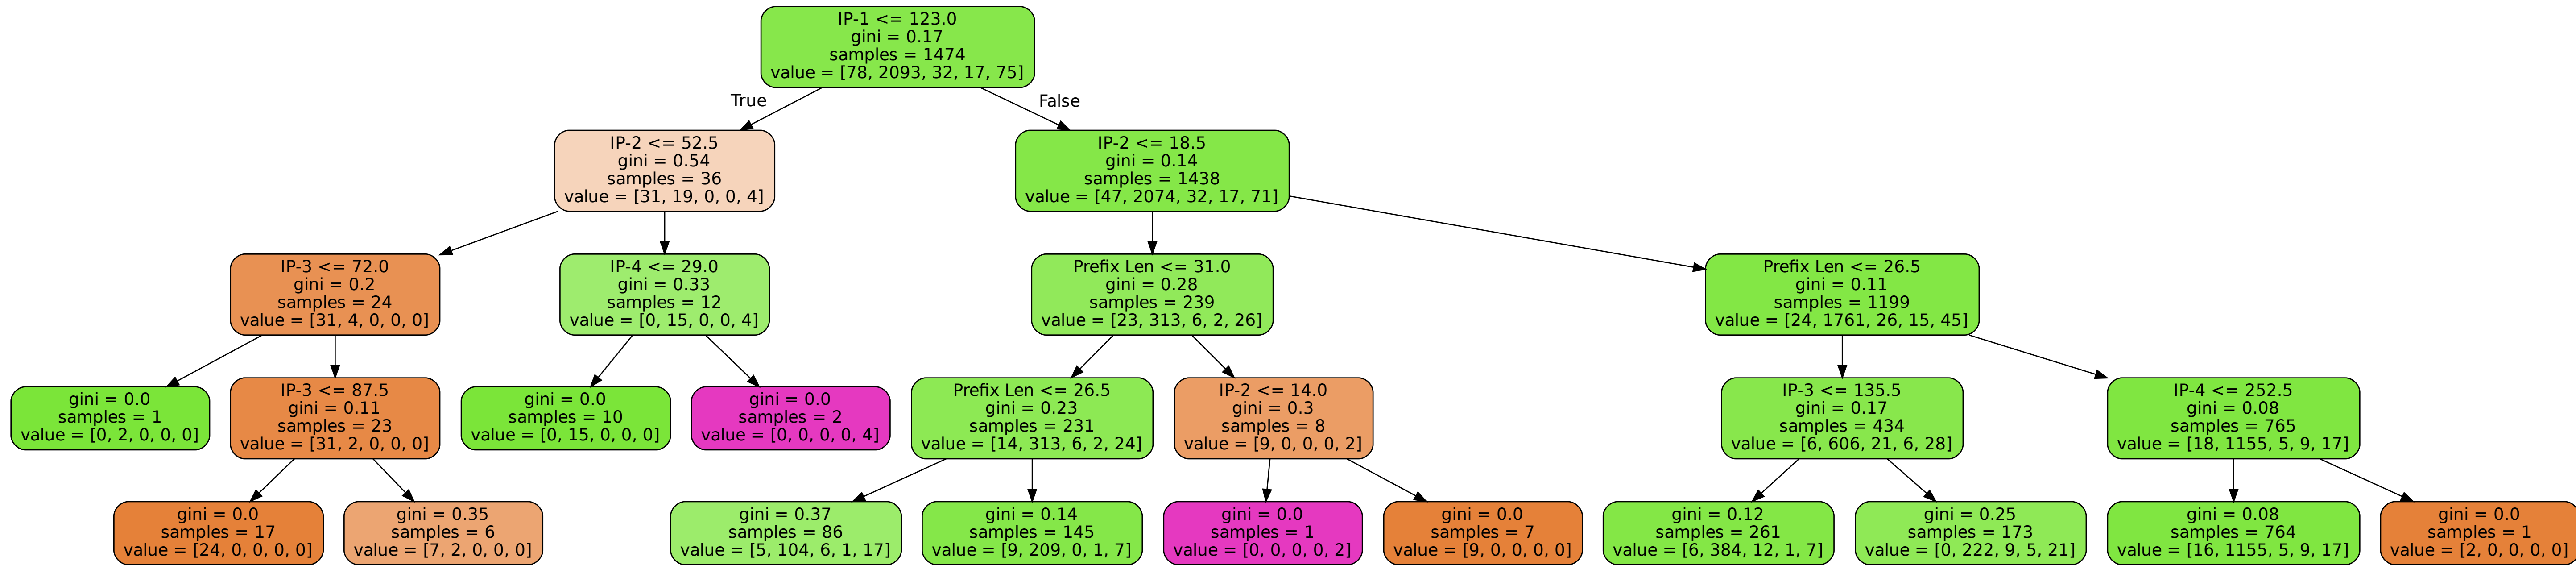 IP-1 <= 123.0
gini = 0.17
samples = 1474
value = [78, 2093, 32, 17, 75]
True
False
IP-2 <= 52.5
gini = 0.54
samples = 36
value = [31, 19, 0, 0, 4]
IP-2 <= 18.5
gini = 0.14
samples = 1438
value = [47, 2074, 32, 17, 71]
IP-3 <= 72.0
gini = 0.2
samples = 24
value = [31, 4, 0, 0, 0]
IP-4 <= 29.0
gini = 0.33
samples = 12
value = [0, 15, 0, 0, 4]
Prefix Len <= 31.0
gini = 0.28
samples = 239
value = [23, 313, 6, 2, 26]
Prefix Len <= 26.5
gini = 0.11
samples = 1199
value = [24, 1761, 26, 15, 45]
gini = 0.0
samples = 1
value = [0, 2, 0, 0, 0]
IP-3 <= 87.5
gini = 0.11
samples = 23
value = [31, 2, 0, 0, 0]
gini = 0.0
samples = 10
value = [0, 15, 0, 0, 0]
gini = 0.0
samples = 2
value = [0, 0, 0, 0, 4]
Prefix Len <= 26.5
gini = 0.23
samples = 231
value = [14, 313, 6, 2, 24]
IP-2 <= 14.0
gini = 0.3
samples = 8
value = [9, 0, 0, 0, 2]
IP-3 <= 135.5
gini = 0.17
samples = 434
value = [6, 606, 21, 6, 28]
IP-4 <= 252.5
gini = 0.08
samples = 765
value = [18, 1155, 5, 9, 17]
gini = 0.0
samples = 17
value = [24, 0, 0, 0, 0]
gini = 0.35
samples = 6
value = [7, 2, 0, 0, 0]
gini = 0.37
samples = 86
value = [5, 104, 6, 1, 17]
gini = 0.14
samples = 145
value = [9, 209, 0, 1, 7]
gini = 0.0
samples = 1
value = [0, 0, 0, 0, 2]
gini = 0.0
samples = 7
value = [9, 0, 0, 0, 0]
gini = 0.12
samples = 261
value = [6, 384, 12, 1, 7]
gini = 0.25
samples = 173
value = [0, 222, 9, 5, 21]
gini = 0.08
samples = 764
value = [16, 1155, 5, 9, 17]
gini = 0.0
samples = 1
value = [2, 0, 0, 0, 0]